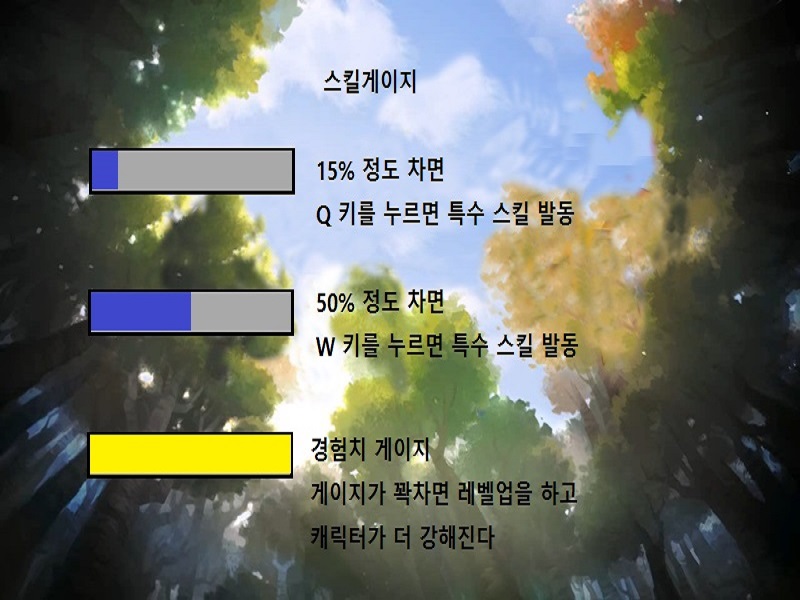 스킬게이지
15% 정도 차면
Q 키를 누르면 특수 스킬 발동
50% 정도 차면
W 키를 누르면 특수 스킬 발동
경험치 게이지
게이지가 꽉차면 레벨업을 하고
캐릭터가 더 강해진다